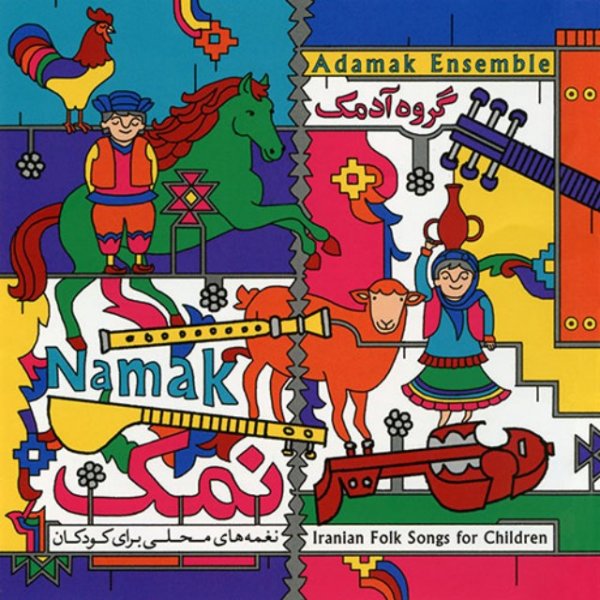 Adamak Ensemble
گروه آدمک
Namak
نمک
نغمه‌های محلی برای کودکان
Iranian Folk Songs for Children